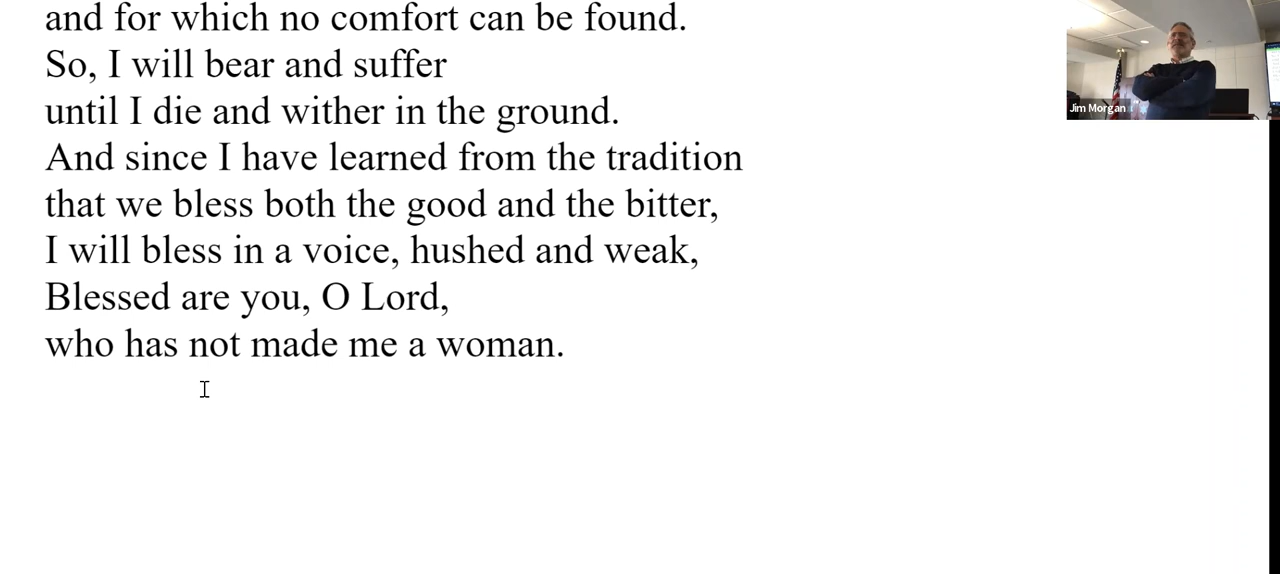 and for which no comfort can be found.
So, I will bear and suffer
until I die and wither in the ground.
And since I have learned from the tradition
that we bless both the good and the bitter,
I will bless in a voice, hushed and weak,
Blessed are you, O Lord,
who has not made me a woman.
Jim Morgan